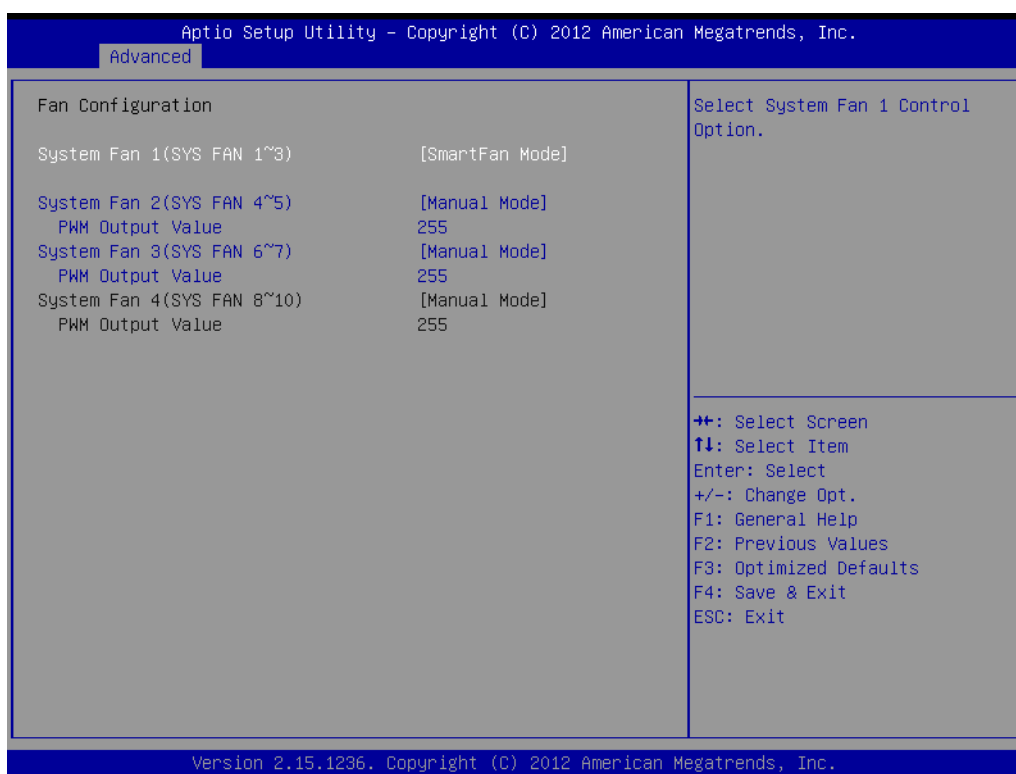 Aptio Setup Utility – Copyright (C) 2012 American Megatrends, Inc.
Advanced
Fan Configuration
System Fan 1(SYS FAN 1~3) [SmartFan Mode]
System Fan 2(SYS FAN 4~5) [Manual Mode]
PWM Output Value 255
System Fan 3(SYS FAN 6~7) [Manual Mode]
PWM Output Value 255
System Fan 4(SYS FAN 8~10) [Manual Mode]
PWM Output Value 255
Select System Fan 1 Control
Option.
→←: Select Screen
↑↓: Select Item
Enter: Select
+/-: Change Opt.
F1: General Help
F2: Previous Values
F3: Optimized Defaults
F4: Save & Exit
ESC: Exit
Version 2.15.1236. Copyright (C) 2012 American Megatrends, Inc.